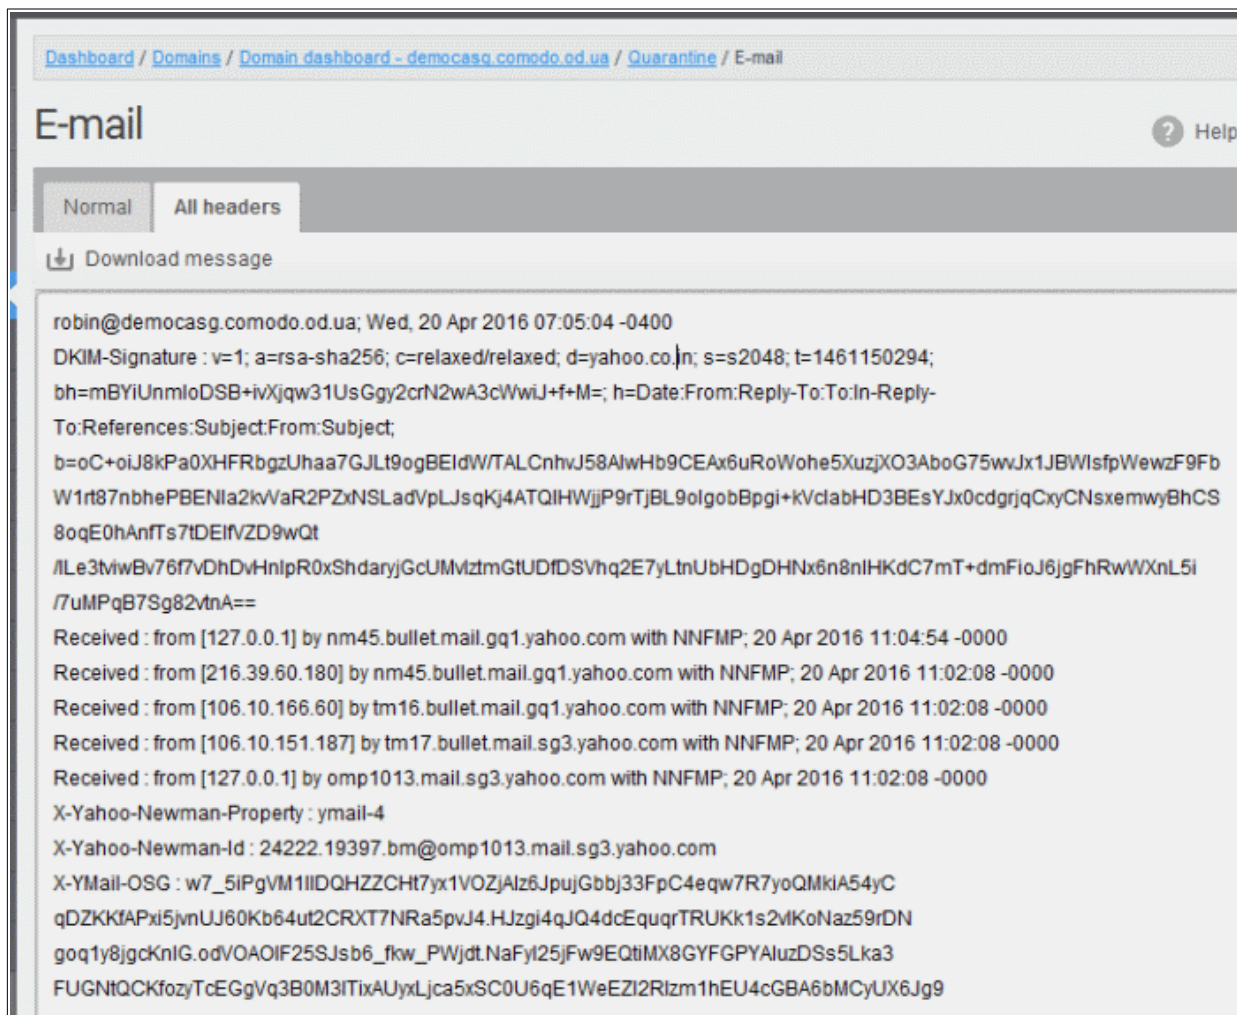 Dashboard / Domains / Domain dashboard - democasg.comodo.od.ua / Quarantine / E-mail
E-mail
Help
Normal
All headers
Download message
robin@democasg.comodo.od.ua; Wed, 20 Apr 2016 07:05:04 -0400
DKIM-Signature : v=1; a=rsa-sha256; c=relaxed/relaxed; d=yahoo.co.in; s=s2048; t=1461150294;
bh=mBYiUnmloDSB+ivXjqw31UsGgy2crN2wA3cWwiJ+f+M=; h=Date:From:Reply-To:To:In-Reply-
To:References:Subject:From:Subject;
b=oC+oiJ8kPa0XHFRbgzUhaa7GJLt9ogBEIdW/TALCnhvJ58AlwHb9CEAx6uRoWohe5XuzjXO3AboG75wvJx1JBWIsfpWewzF9Fb
W1rt87nbhePBENIa2kvVaR2PZxNSLadVpLJsqKj4ATQIHWjjP9rTjBL9olgobBpgi+kVclabHD3BEsYJx0cdgrjqCxyCNsxemwyBhCS
8oqE0hAnfTs7tDEIfVZD9wQt
/ILe3tviwBv76f7vDhDvHnIpR0xShdaryjGcUMvIztmGtUDfDSVhq2E7yLtnUbHDgDHNx6n8nIHKdC7mT+dmFioJ6jgFhRwWXnL5i
/7uMPqB7Sg82vtnA==
Received : from [127.0.0.1] by nm45.bullet.mail.gq1.yahoo.com with NNFMP; 20 Apr 2016 11:04:54 -0000
Received : from [216.39.60.180] by nm45.bullet.mail.gq1.yahoo.com with NNFMP; 20 Apr 2016 11:02:08 -0000
Received : from [106.10.166.60] by tm16.bullet.mail.gq1.yahoo.com with NNFMP; 20 Apr 2016 11:02:08 -0000
Received : from [106.10.151.187] by tm17.bullet.mail.sg3.yahoo.com with NNFMP; 20 Apr 2016 11:02:08 -0000
Received : from [127.0.0.1] by omp1013.mail.sg3.yahoo.com with NNFMP; 20 Apr 2016 11:02:08 -0000
X-Yahoo-Newman-Property : ymail-4
X-Yahoo-Newman-Id : 24222.19397.bm@omp1013.mail.sg3.yahoo.com
X-YMail-OSG : w7_5iPgVM1lIDQHZZCHt7yx1VOZjAlz6JpujGbbj33FpC4eqw7R7yoQMkiA54yC
qDZKKfAPxi5jvnUJ60Kb64ut2CRXT7NRa5pvJ4.HJzgi4qJQ4dcEquqrTRUKk1s2vlKoNaz59rDN
goq1y8jgcKnIG.odVOAOIF25SJsb6_fkw_PWjdt.NaFyl25jFw9EQtiMX8GYFGPYAluzDSs5Lka3
FUGNtQCKfozyTcEGgVq3B0M3ITixAUyxLjca5xSC0U6qE1WeEZI2RIzm1hEU4cGBA6bMCyUX6Jg9